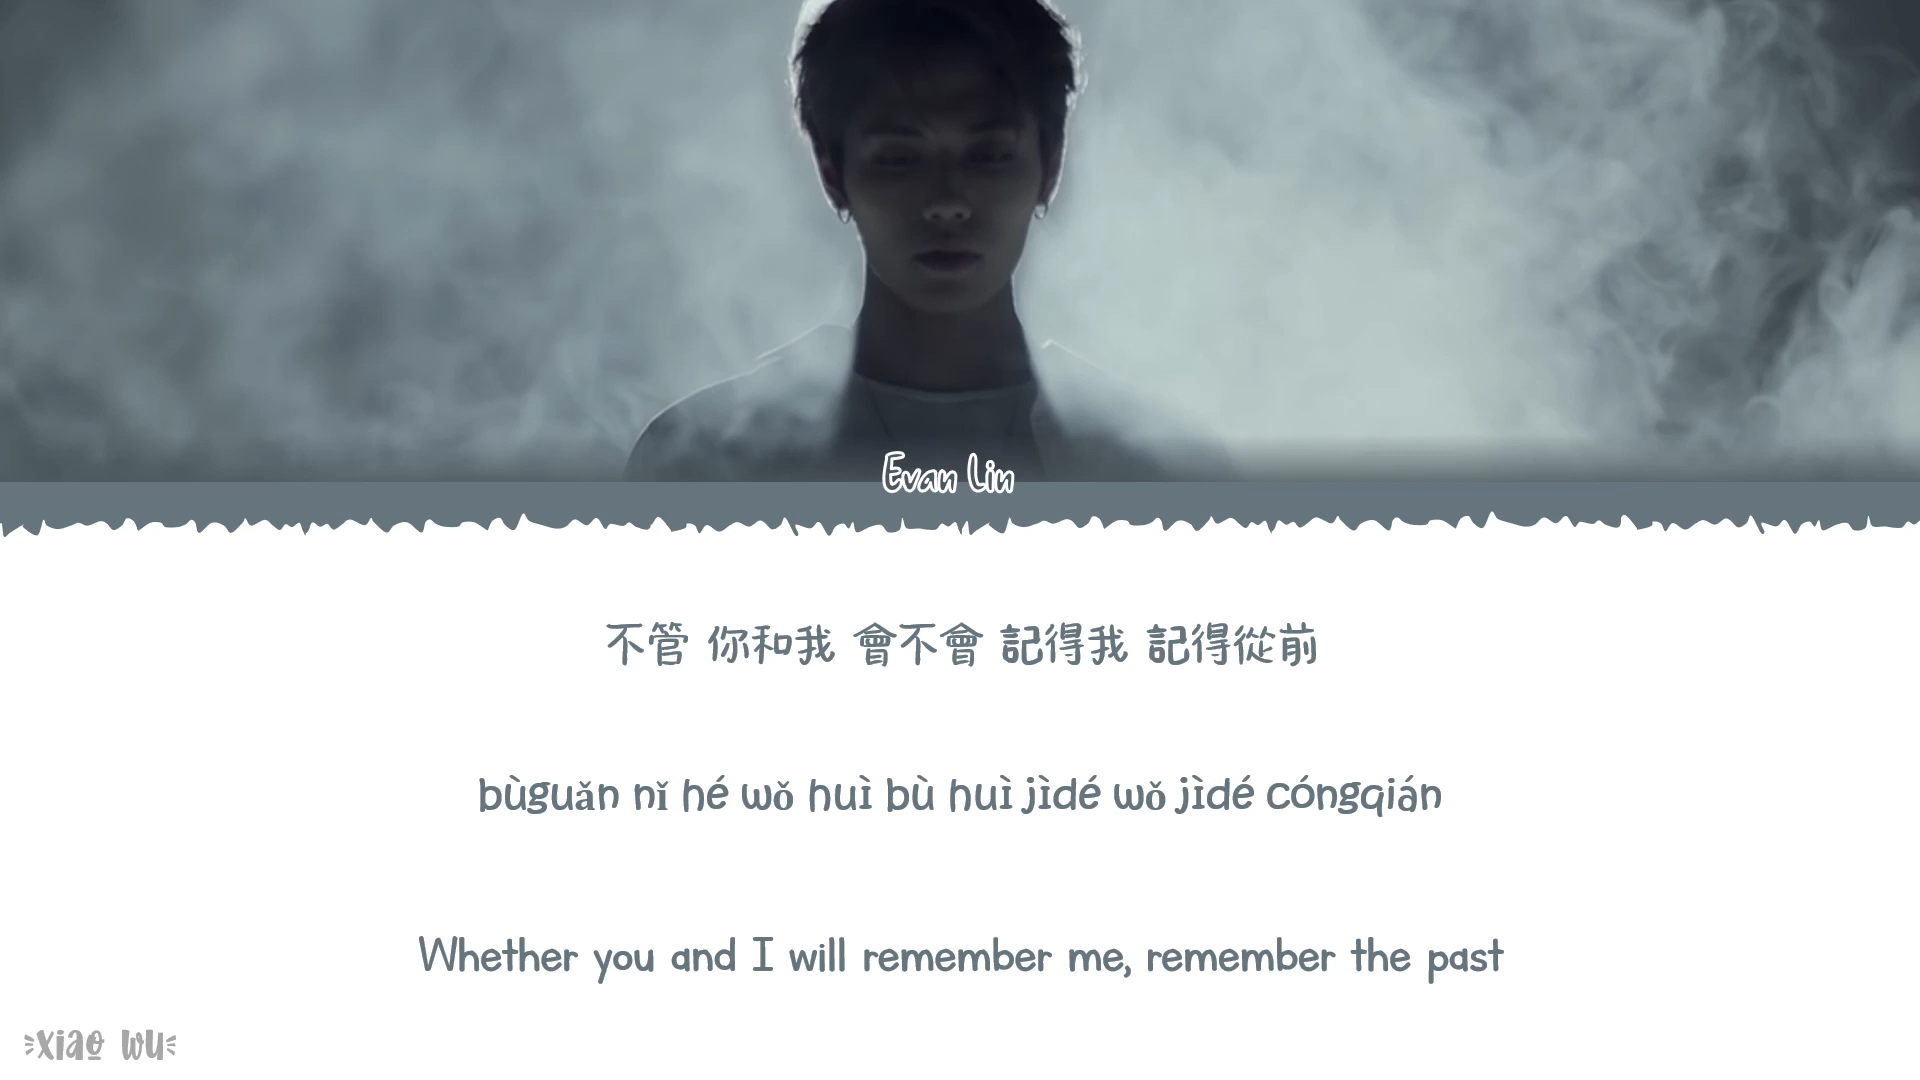 Evan Lin
不管 你和我 會不會 記得我 記得從前
bùguǎn nǐ hé wǒ huì bù huì jìdé wǒ jìdé cóngqián
Whether you and I will remember me, remember the past
xiao wu